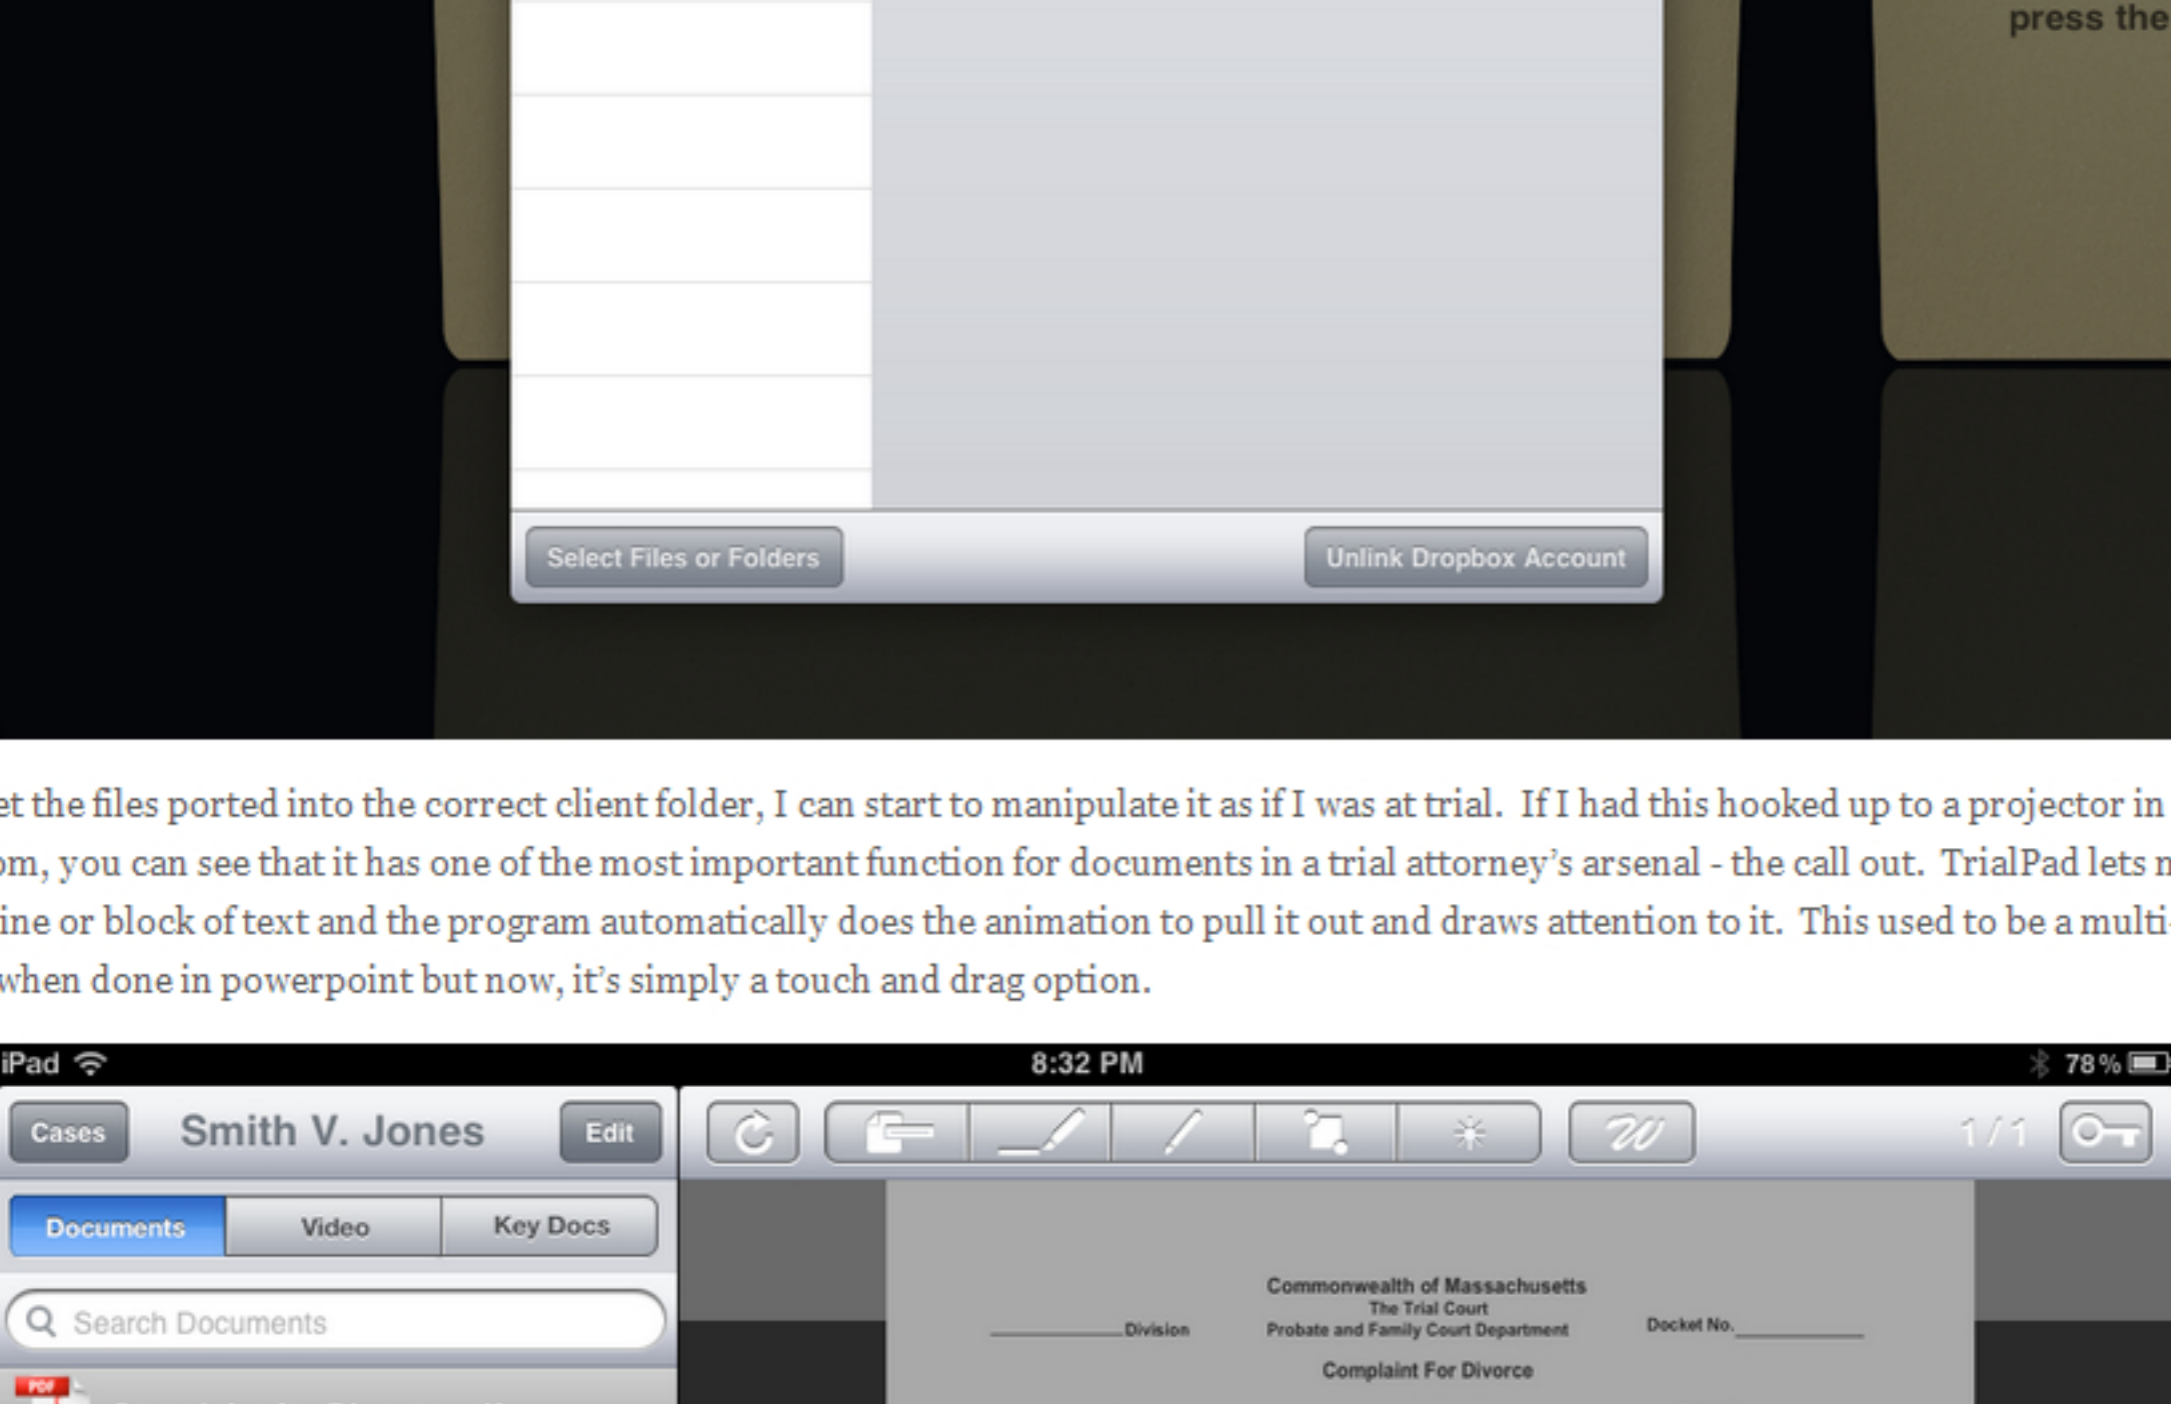 press the
Select Files or Folders
Unlink Dropbox Account
et the files ported into the correct client folder, I can start to manipulate it as if I was at trial.  If I had this hooked up to a projector in
om, you can see that it has one of the most important function for documents in a trial attorney’s arsenal - the call out.  TrialPad lets
ine or block of text and the program automatically does the animation to pull it out and draws attention to it.  This used to be a multi-
when done in powerpoint but now, it’s simply a touch and drag option.
iPad 8:32 PM 78%
Cases Smith V. Jones Edit 1/1
Documents Video Key Docs
Search Documents
Commonwealth of Massachusetts
The Trial Court
Division Probate and Family Court Department Docket No.
Complaint For Divorce
PDF